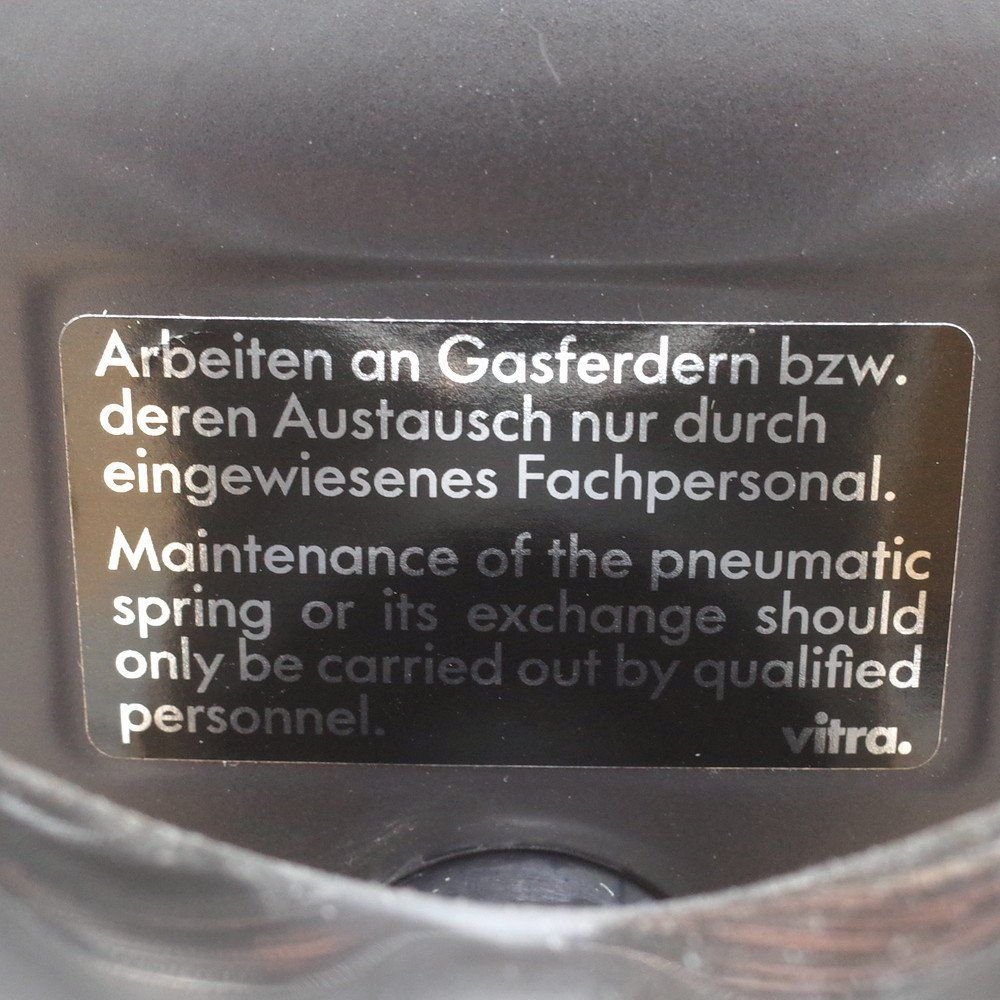 Arbeiten an Gasferdern bzw.
deren Austausch nur durch
eingewiesenes Fachpersonal.
Maintenance of the pneumatic
spring or its exchange should
only be carried out by qualified
personnel.
vitra.